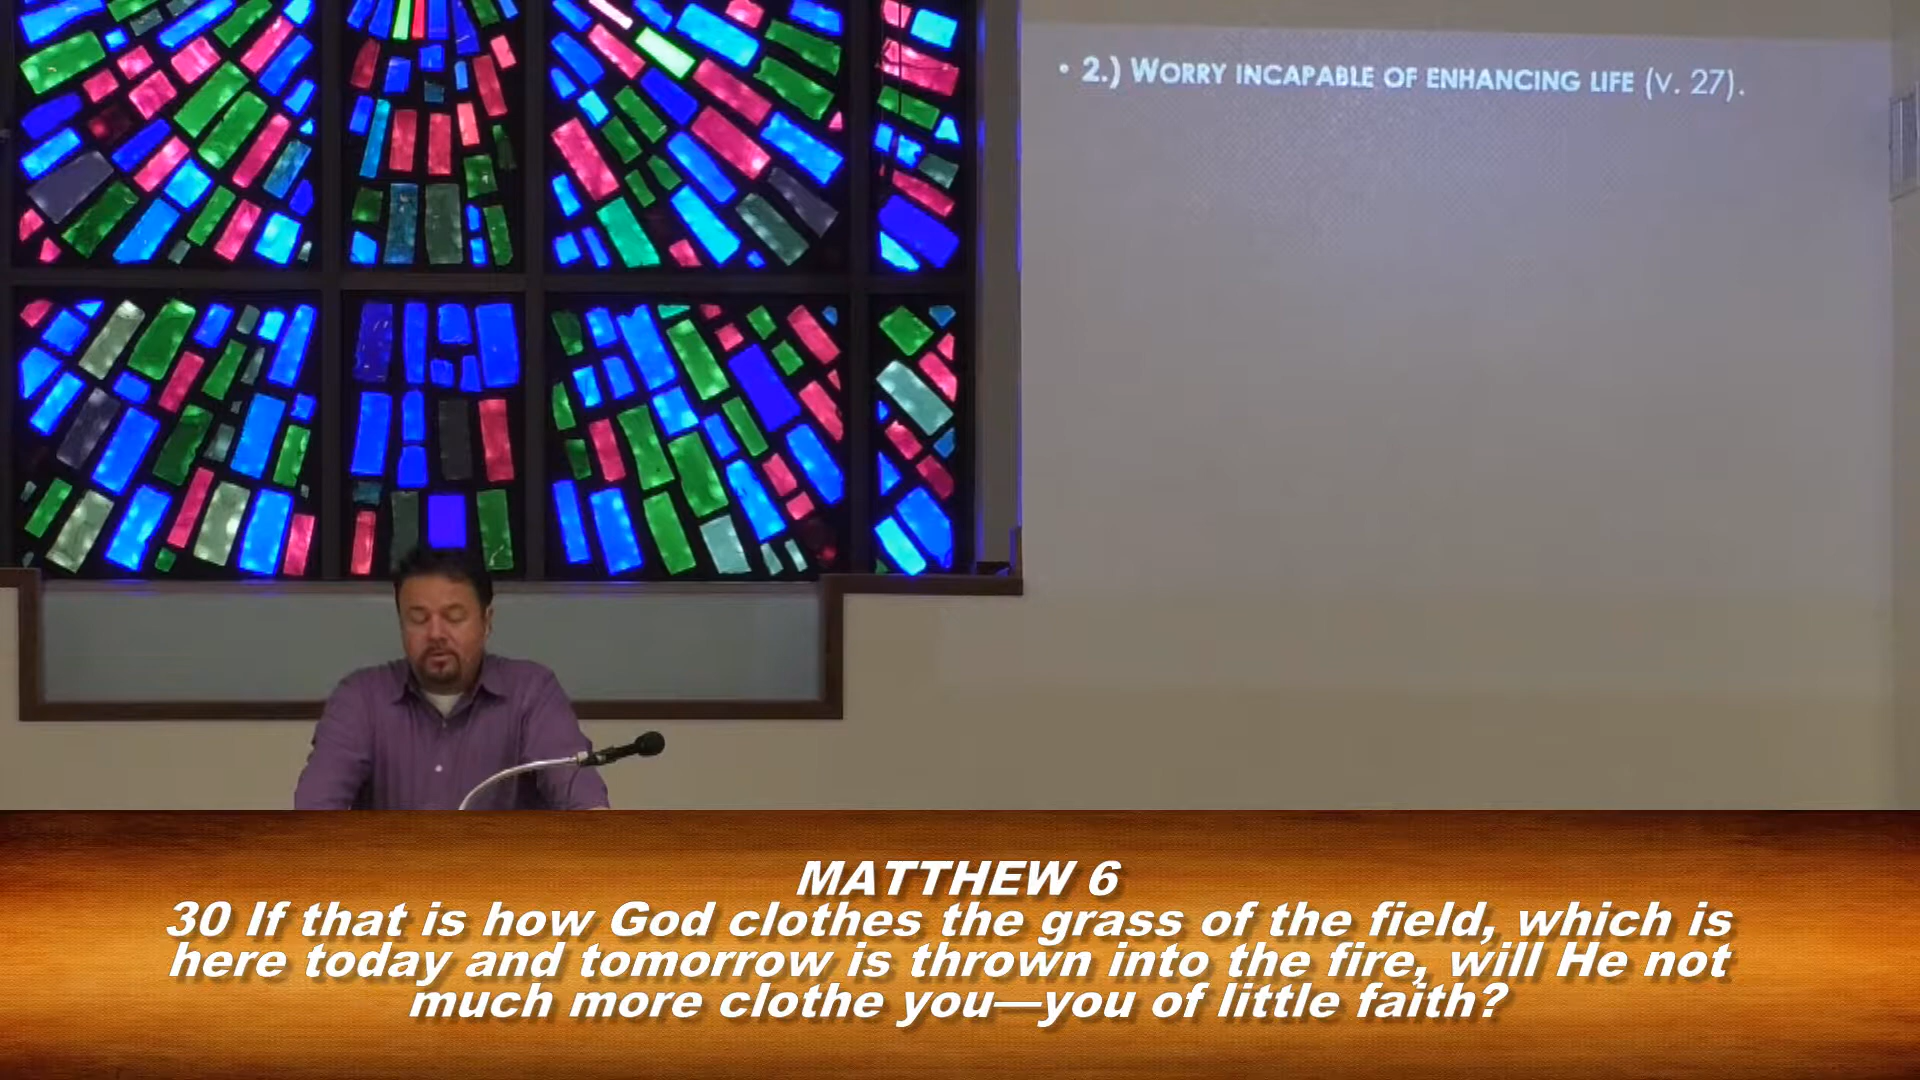 • 2.) WORRY INCAPABLE OF ENHANCING LIFE (V. 27).
MATTHEW 6
30 If that is how God clothes the grass of the field, which is
here today and tomorrow is thrown into the fire, will He not
much more clothe you—you of little faith?